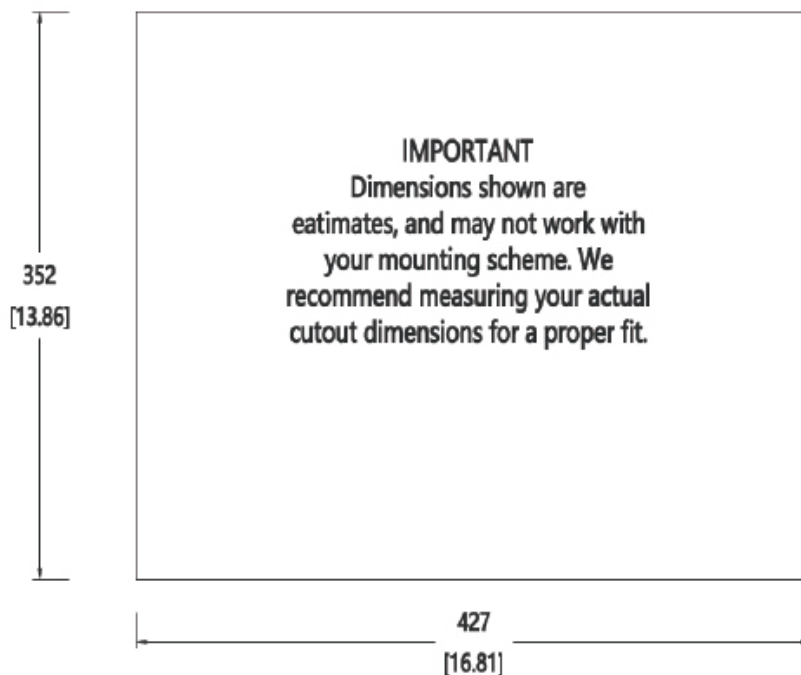 IMPORTANT
Dimensions shown are
eatimates, and may not work with
your mounting scheme. We
recommend measuring your actual
cutout dimensions for a proper fit.
352
[13.86]
427
[16.81]